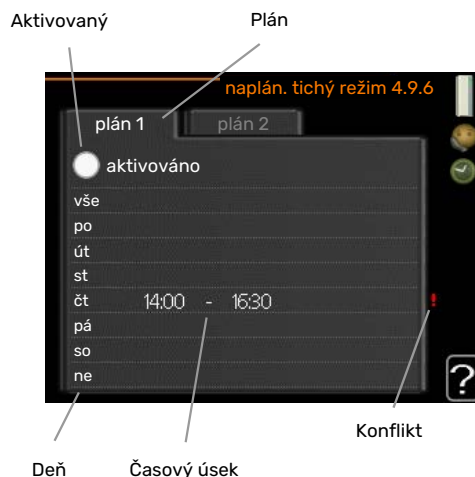 Aktivovaný Plán
naplán. tichý režim 4.9.6
plán 1 plán 2
aktivováno
vše
po
út
st
čt 14:00 - 16:30 !
pá
so
ne
?
Konflikt
Deň Časový úsek